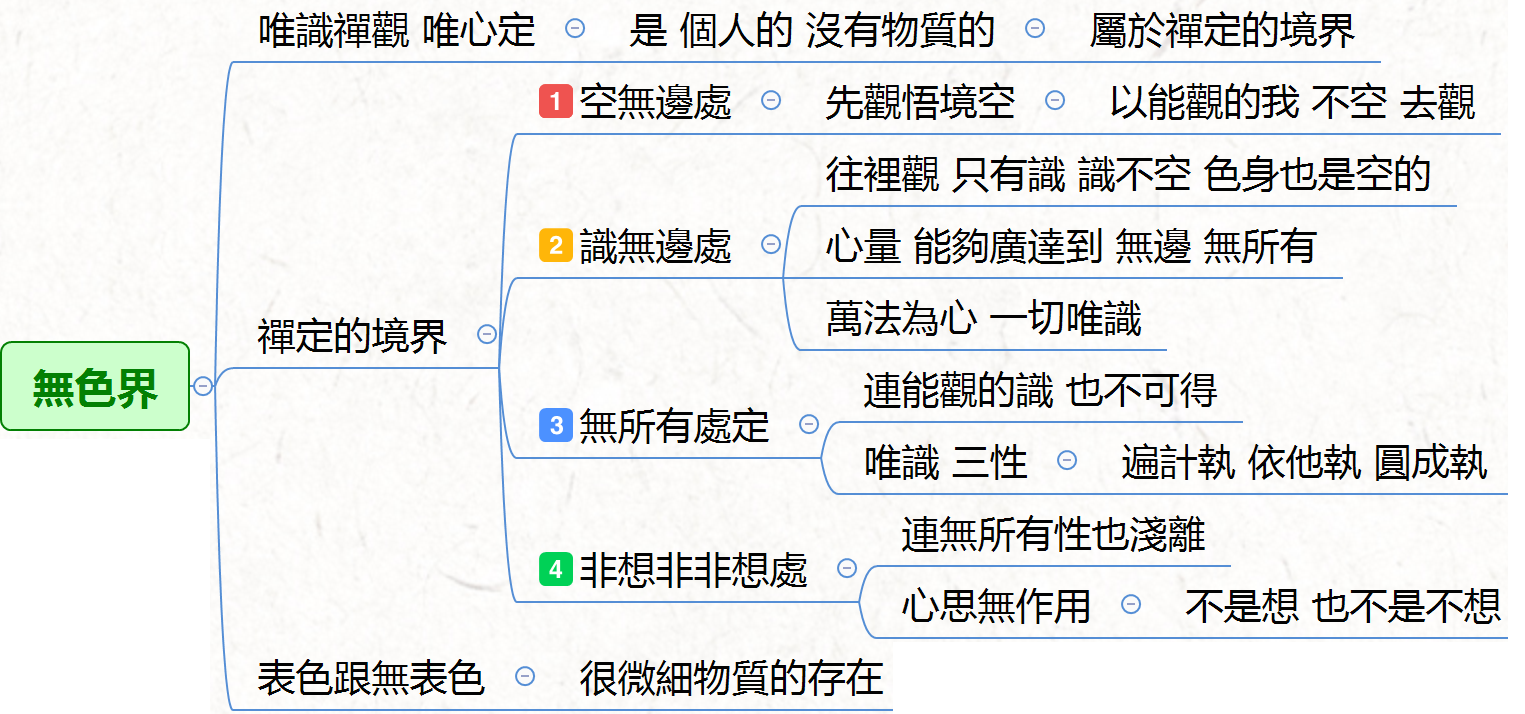 無色界
唯識禪觀 唯心定
是 個人的 沒有物質的
屬於禪定的境界
禪定的境界
1 空無邊處
先觀悟境空
以能觀的我 不空 去觀
2 識無邊處
往裡觀 只有識 識不空 色身也是空的
心量 能夠廣達到 無邊 無所有
萬法為心 一切唯識
3 無所有處定
連能觀的識 也不可得
唯識 三性
遍計執 依他執 圓成執
4 非想非非想處
連無所有性也淺離
心思無作用
不是想 也不是不想
表色跟無表色
很微細物質的存在